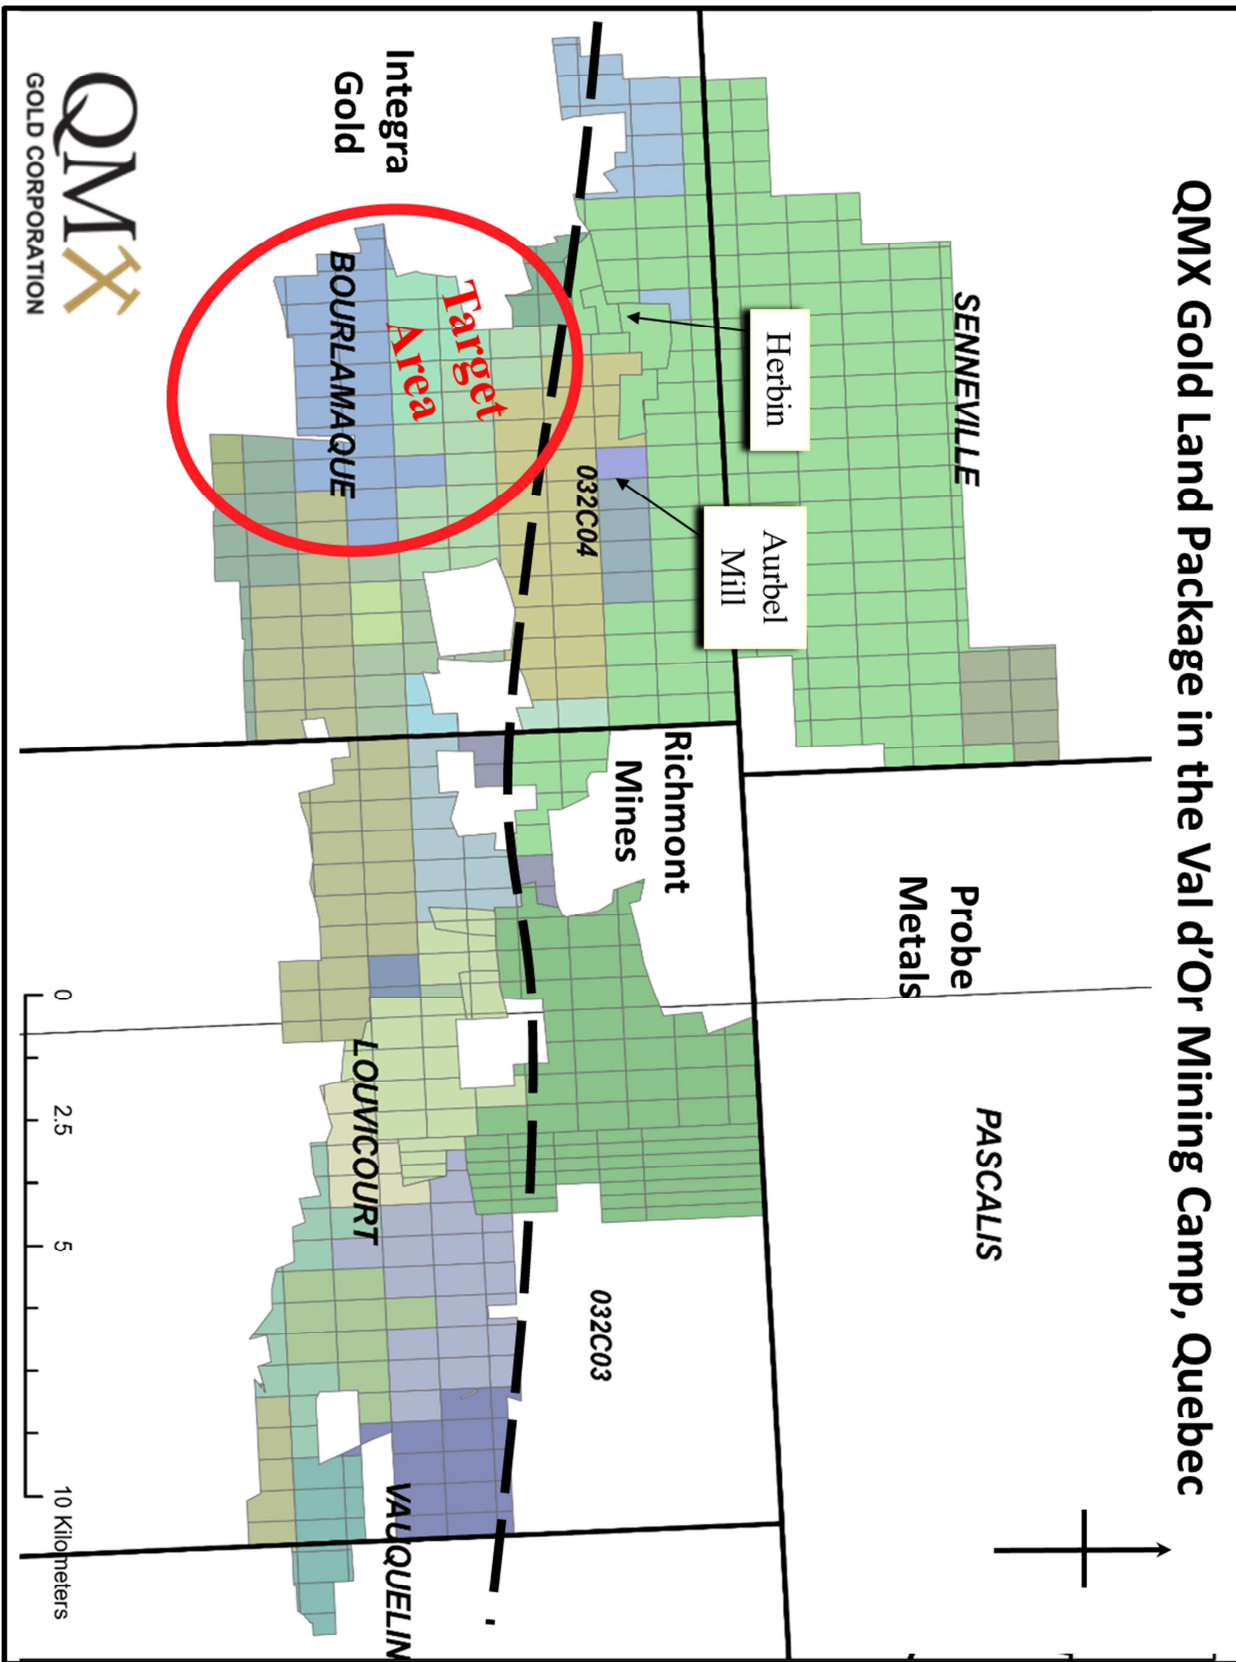 QMX Gold Land Package in the Val d'Or Mining Camp, Quebec
SENNEVILLE
PASCALIS
Probe
Metals
Herbin
Aurbel
Mill
Richmont
Mines
032C04
032C03
Integra
Gold
Target
Area
BOURLAMAQUE
LOUVICOURT
VAUQUELIN
QMX
GOLD CORPORATION
0 2.5 5 10 Kilometers